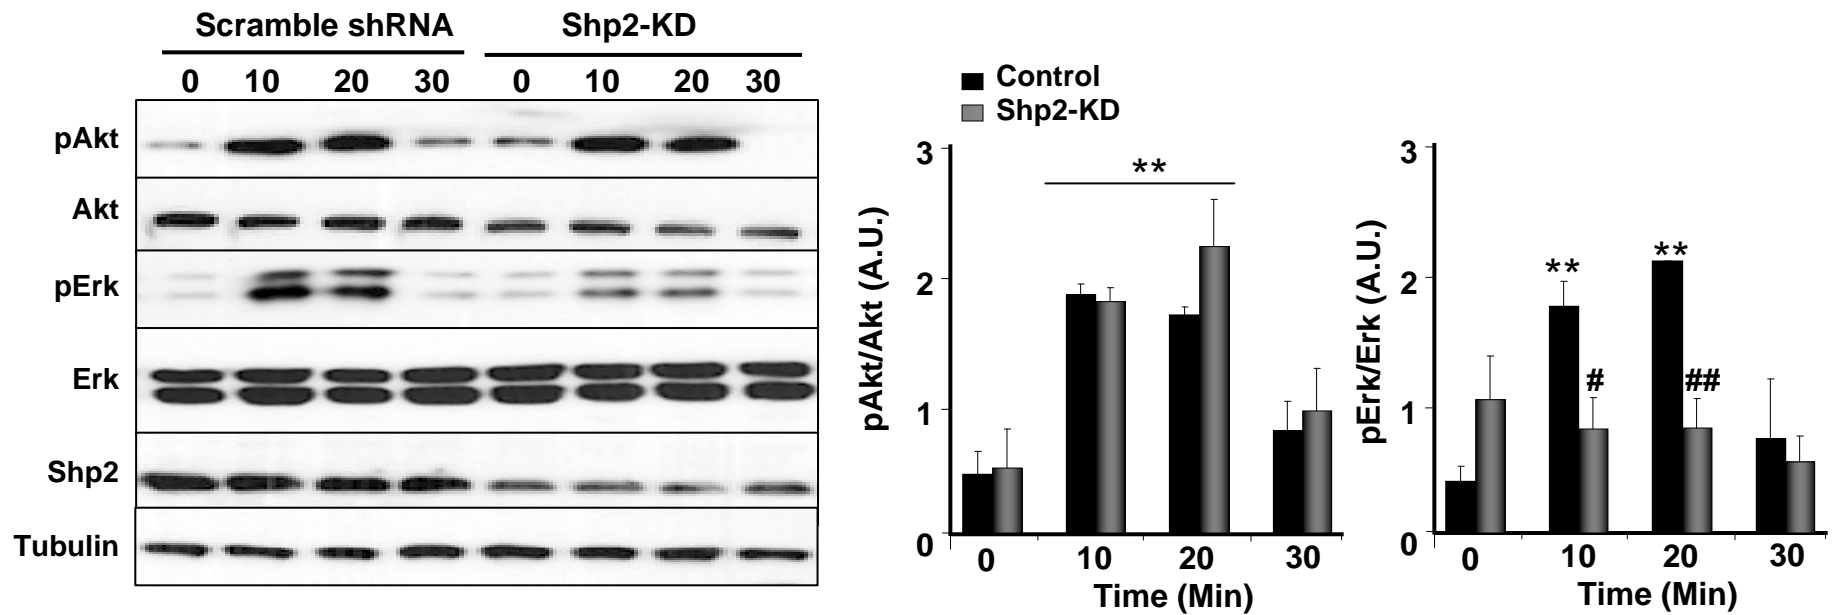 Scramble shRNA Shp2-KD
0 10 20 30 0 10 20 30
pAkt
Akt
pErk
Erk
Shp2
Tubulin
Control
Shp2-KD
pAkt/Akt (A.U.)
3
2
1
0
**
0 10 20 30
Time (Min)
pErk/Erk (A.U.)
3
2
1
0
** **
# ##
0 10 20 30
Time (Min)